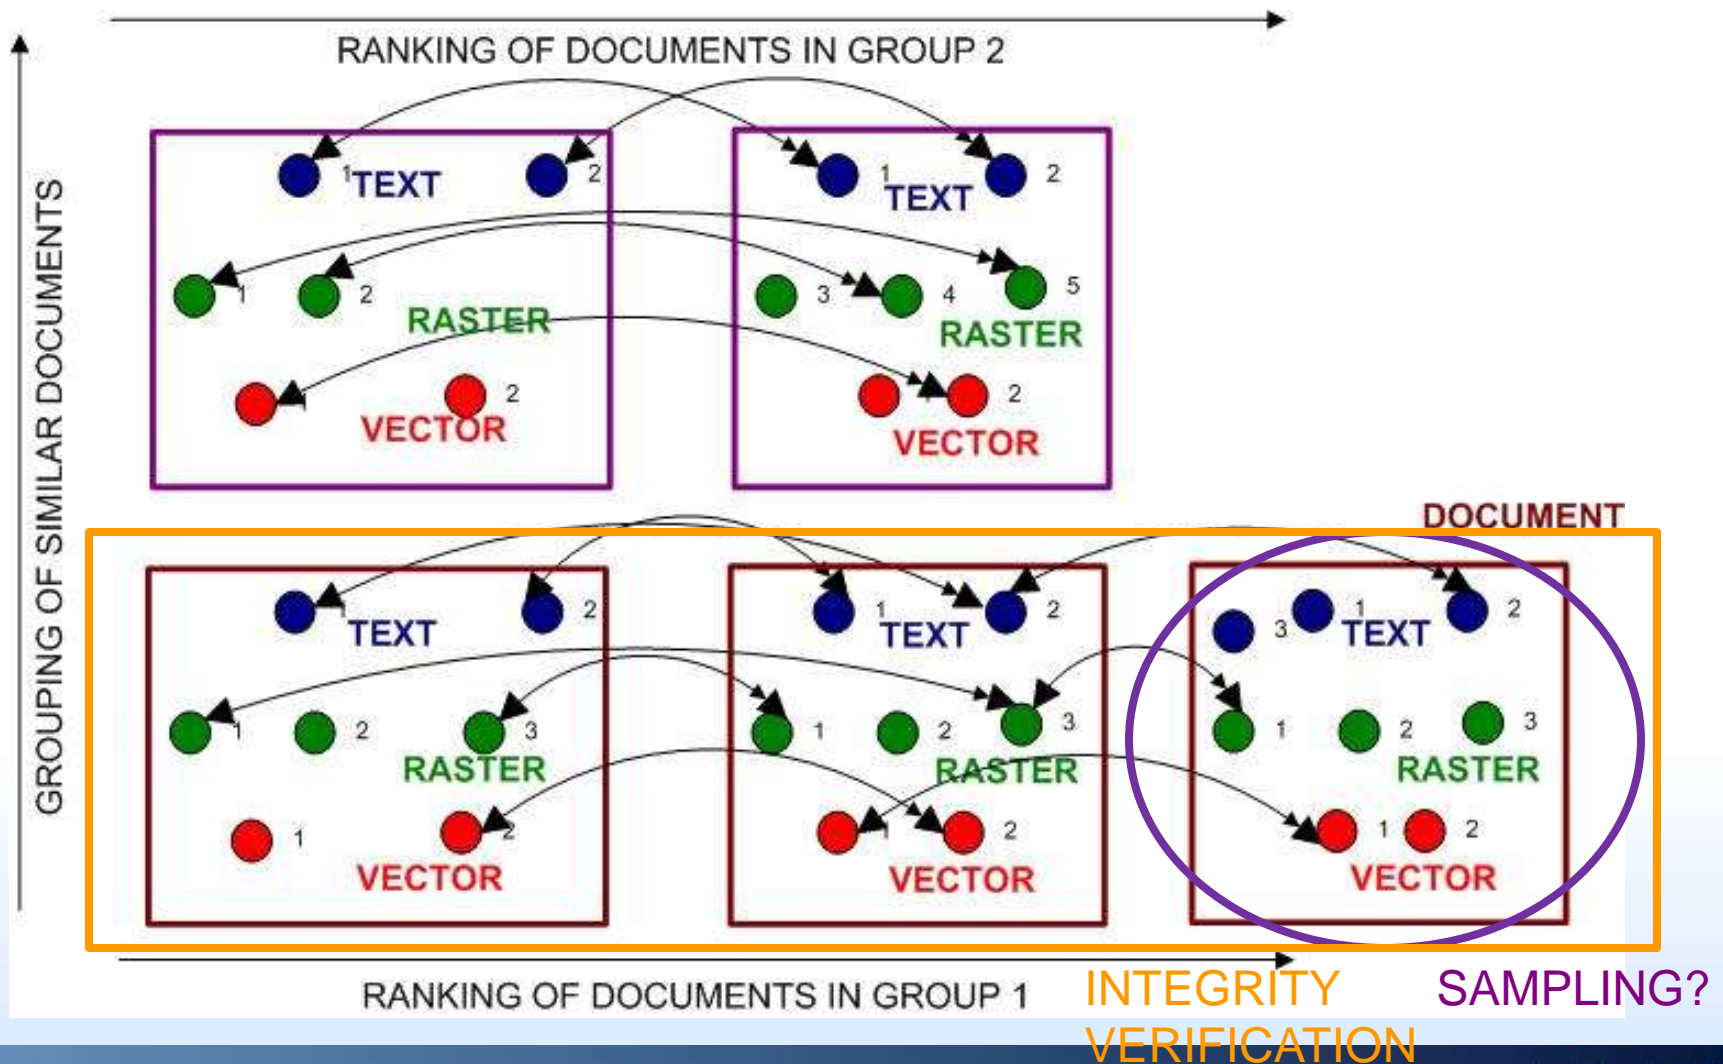 RANKING OF DOCUMENTS IN GROUP 2
GROUPING OF SIMILAR DOCUMENTS
1 TEXT 2
1 TEXT 2
1 2
RASTER
3 4 5
RASTER
2
VECTOR
2
VECTOR
DOCUMENT
1 TEXT 2
1 TEXT 2
3 1 TEXT 2
1 2 3
RASTER
1 2 3
RASTER
1 2 3
RASTER
1 2
VECTOR
1 2
VECTOR
1 2
VECTOR
RANKING OF DOCUMENTS IN GROUP 1
INTEGRITY
VERIFICATION
SAMPLING?